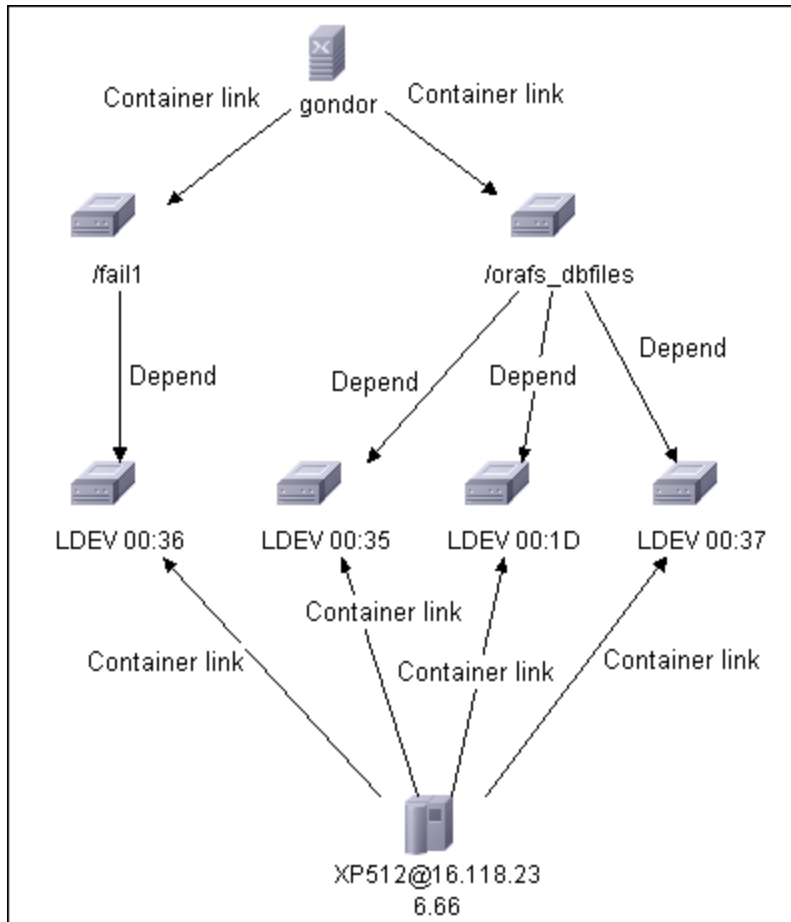 gondor
Container link
Container link
/fail1
/orafs_dbfiles
Depend
Depend
Depend
Depend
LDEV 00:36
LDEV 00:35
LDEV 00:1D
LDEV 00:37
Container link
Container link
Container link
Container link
XP512@16.118.23
6.66